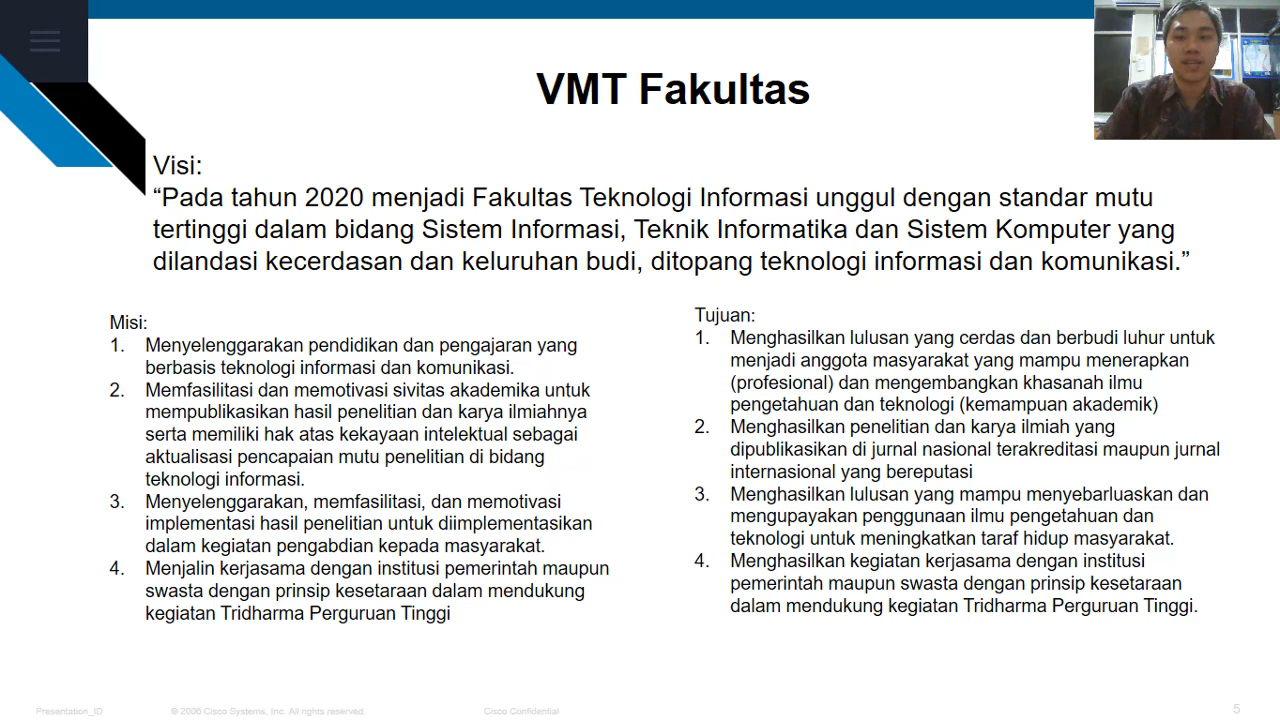 VMT Fakultas
Visi:
“Pada tahun 2020 menjadi Fakultas Teknologi Informasi unggul dengan standar mutu
tertinggi dalam bidang Sistem Informasi, Teknik Informatika dan Sistem Komputer yang
dilandasi kecerdasan dan keluruhan budi, ditopang teknologi informasi dan komunikasi.”
Misi:
1. Menyelenggarakan pendidikan dan pengajaran yang
berbasis teknologi informasi dan komunikasi.
2. Memfasilitasi dan memotivasi sivitas akademika untuk
mempublikasikan hasil penelitian dan karya ilmiahnya
serta memiliki hak atas kekayaan intelektual sebagai
aktualisasi pencapaian mutu penelitian di bidang
teknologi informasi.
3. Menyelenggarakan, memfasilitasi, dan memotivasi
implementasi hasil penelitian untuk diimplementasikan
dalam kegiatan pengabdian kepada masyarakat.
4. Menjalin kerjasama dengan institusi pemerintah maupun
swasta dengan prinsip kesetaraan dalam mendukung
kegiatan Tridharma Perguruan Tinggi
Tujuan:
1. Menghasilkan lulusan yang cerdas dan berbudi luhur untuk
menjadi anggota masyarakat yang mampu menerapkan
(profesional) dan mengembangkan khasanah ilmu
pengetahuan dan teknologi (kemampuan akademik)
2. Menghasilkan penelitian dan karya ilmiah yang
dipublikasikan di jurnal nasional terakreditasi maupun jurnal
internasional yang bereputasi
3. Menghasilkan lulusan yang mampu menyebarluaskan dan
mengupayakan penggunaan ilmu pengetahuan dan
teknologi untuk meningkatkan taraf hidup masyarakat.
4. Menghasilkan kegiatan kerjasama dengan institusi
pemerintah maupun swasta dengan prinsip kesetaraan
dalam mendukung kegiatan Tridharma Perguruan Tinggi.
Presentation_ID
© 2006 Cisco Systems, Inc. All rights reserved.
Cisco Confidential
5